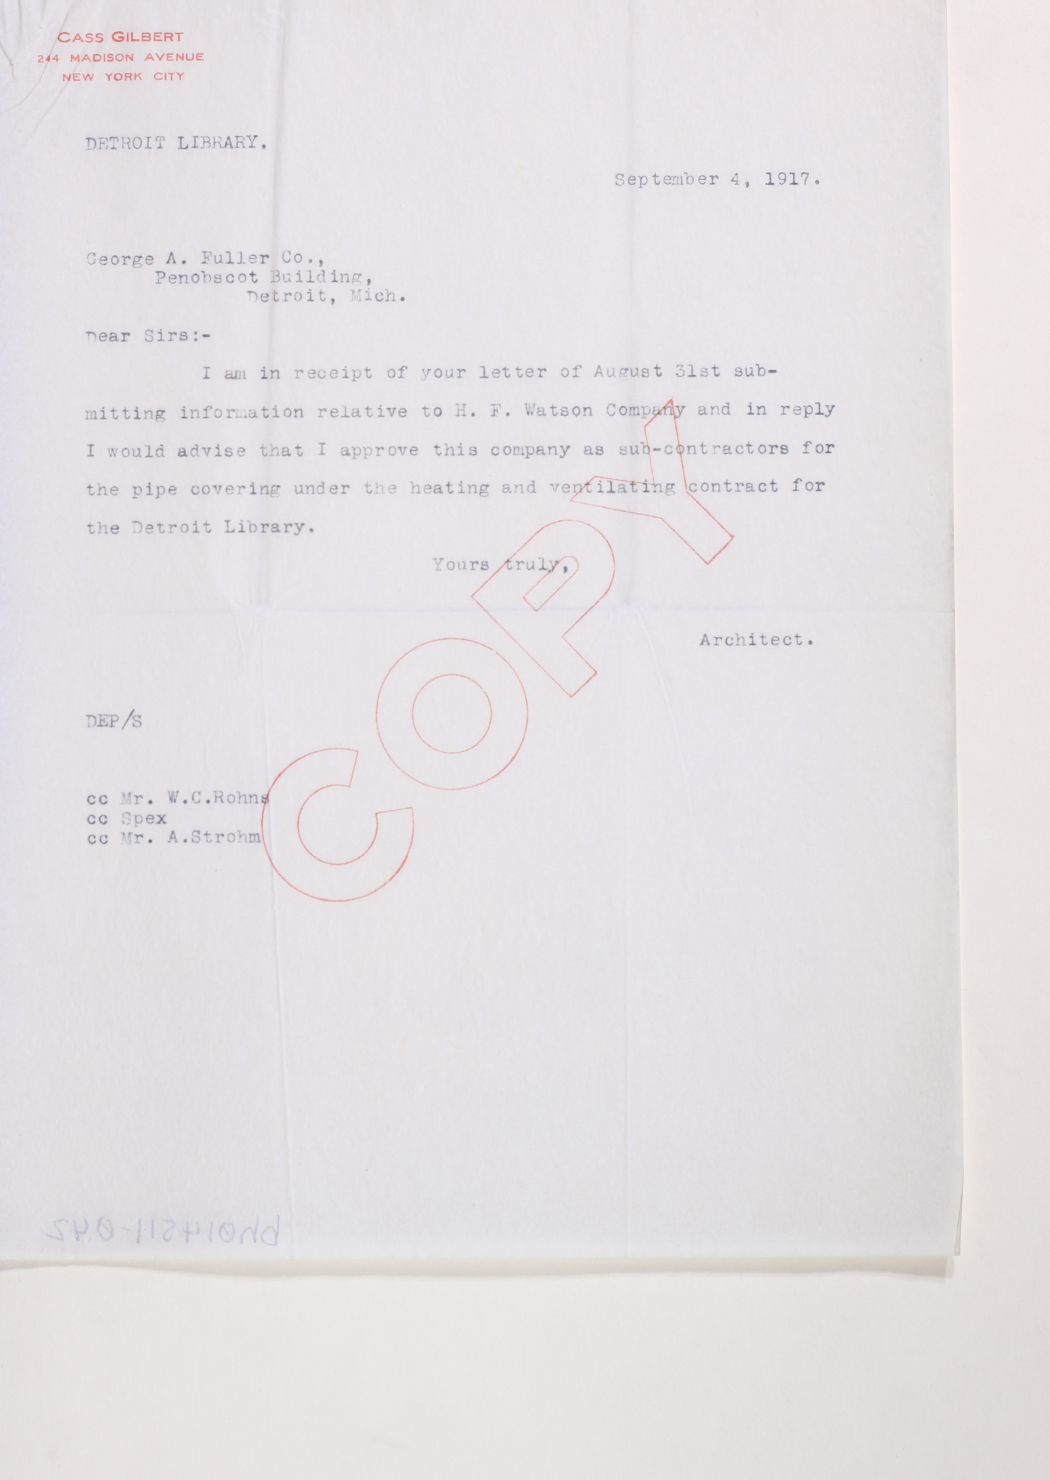 CASS GILBERT
244 MADISON AVENUE
NEW YORK CITY
DETROIT LIBRARY.
September 4, 1917.
George A. Fuller Co.,
Penobscot Building,
Detroit, Mich.
Dear Sirs:-
I am in receipt of your letter of August 31st sub-
mitting information relative to H. F. Watson Company and in reply
I would advise that I approve this company as sub-contractors for
the pipe covering under the heating and ventilating contract for
the Detroit Library.
Yours truly,
Architect.
DEP/S
cc Mr. W.C.Rohns
cc Spex
cc Mr. A.Strohm
COPY
bh014511-042